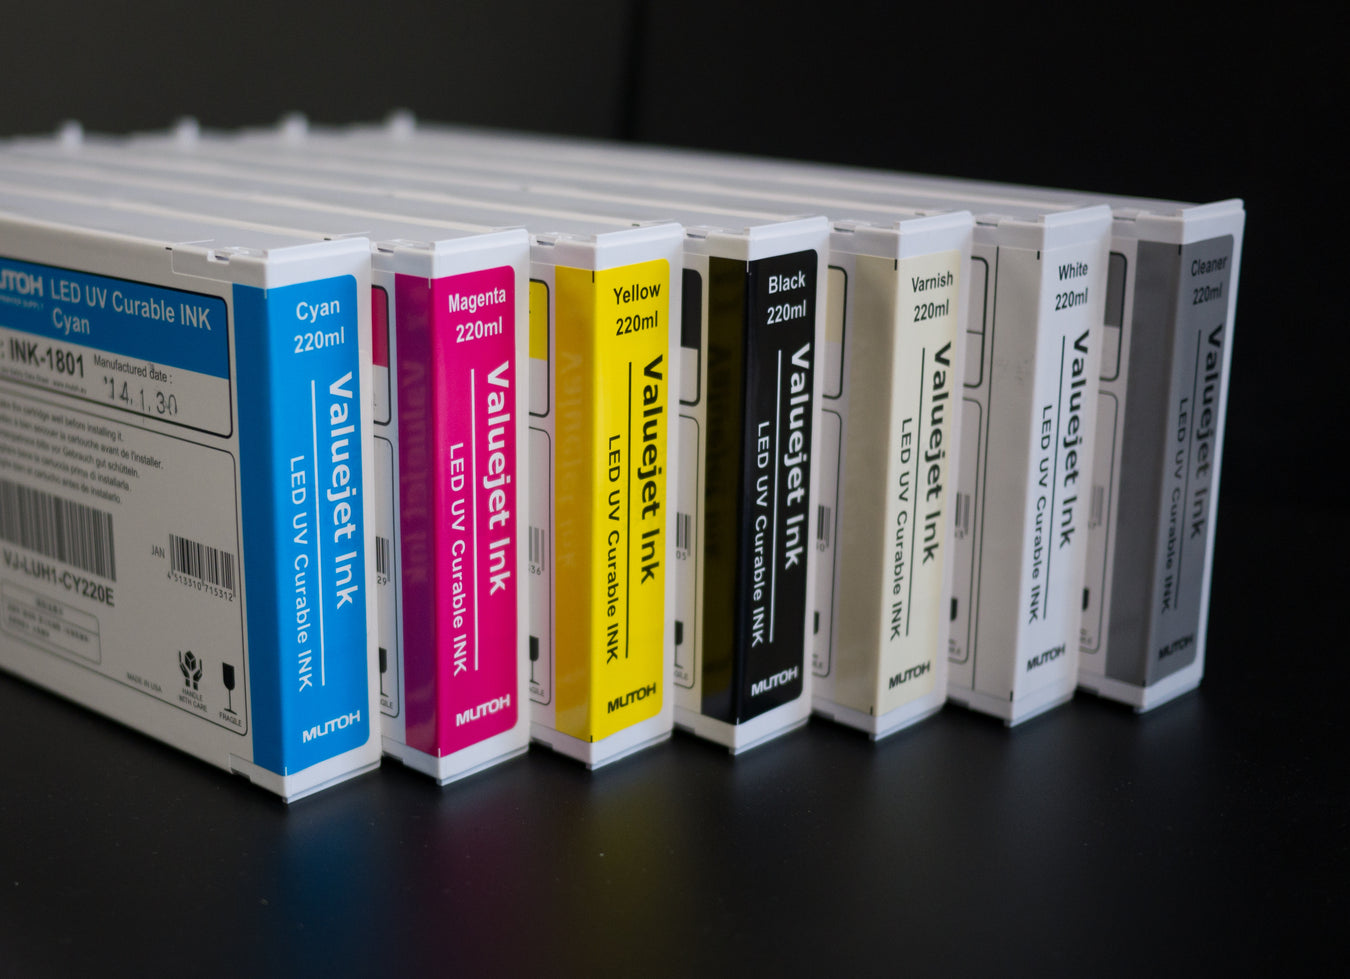 MUTOH LED UV Curable INK
Cyan
: INK-1801
Manufactured date :
'14.1.30
VJ-LUH1-CY220E
JAN
4 513310 715312
MADE IN USA
HANDLE
WITH CARE
FRAGILE
Cyan
220ml
Valuejet Ink
LED UV Curable INK
MUTOH
Magenta
220ml
Valuejet Ink
LED UV Curable INK
MUTOH
Yellow
220ml
Valuejet Ink
LED UV Curable INK
MUTOH
Black
220ml
Valuejet Ink
LED UV Curable INK
MUTOH
Varnish
220ml
Valuejet Ink
LED UV Curable INK
MUTOH
White
220ml
Valuejet Ink
LED UV Curable INK
MUTOH
Cleaner
220ml
Valuejet Ink
LED UV Curable INK
MUTOH